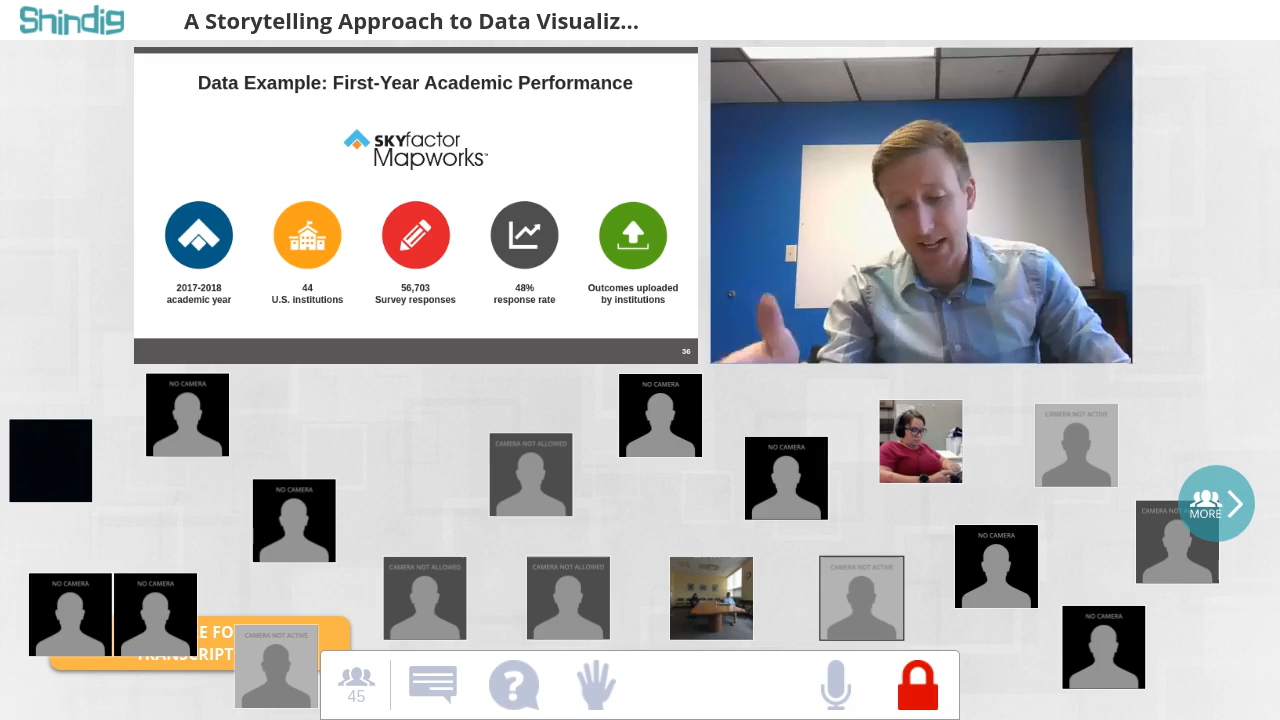 Shindig
A Storytelling Approach to Data Visualiz...
Data Example: First-Year Academic Performance
SKYfactor
Mapworks™
2017-2018
academic year
44
U.S. institutions
56,703
Survey responses
48%
response rate
Outcomes uploaded
by institutions
36
NO CAMERA
NO CAMERA
CAMERA NOT ACTIVE
CAMERA NOT ALLOWED
NO CAMERA
NO CAMERA
MORE
CAMERA NOT
NO CAMERA
CAMERA NOT ALLOWED
CAMERA NOT ALLOWED
CAMERA NOT ACTIVE
NO CAMERA
NO CAMERA
NO CAMERA
CAMERA NOT ACTIVE
TRANSCRIPT
45